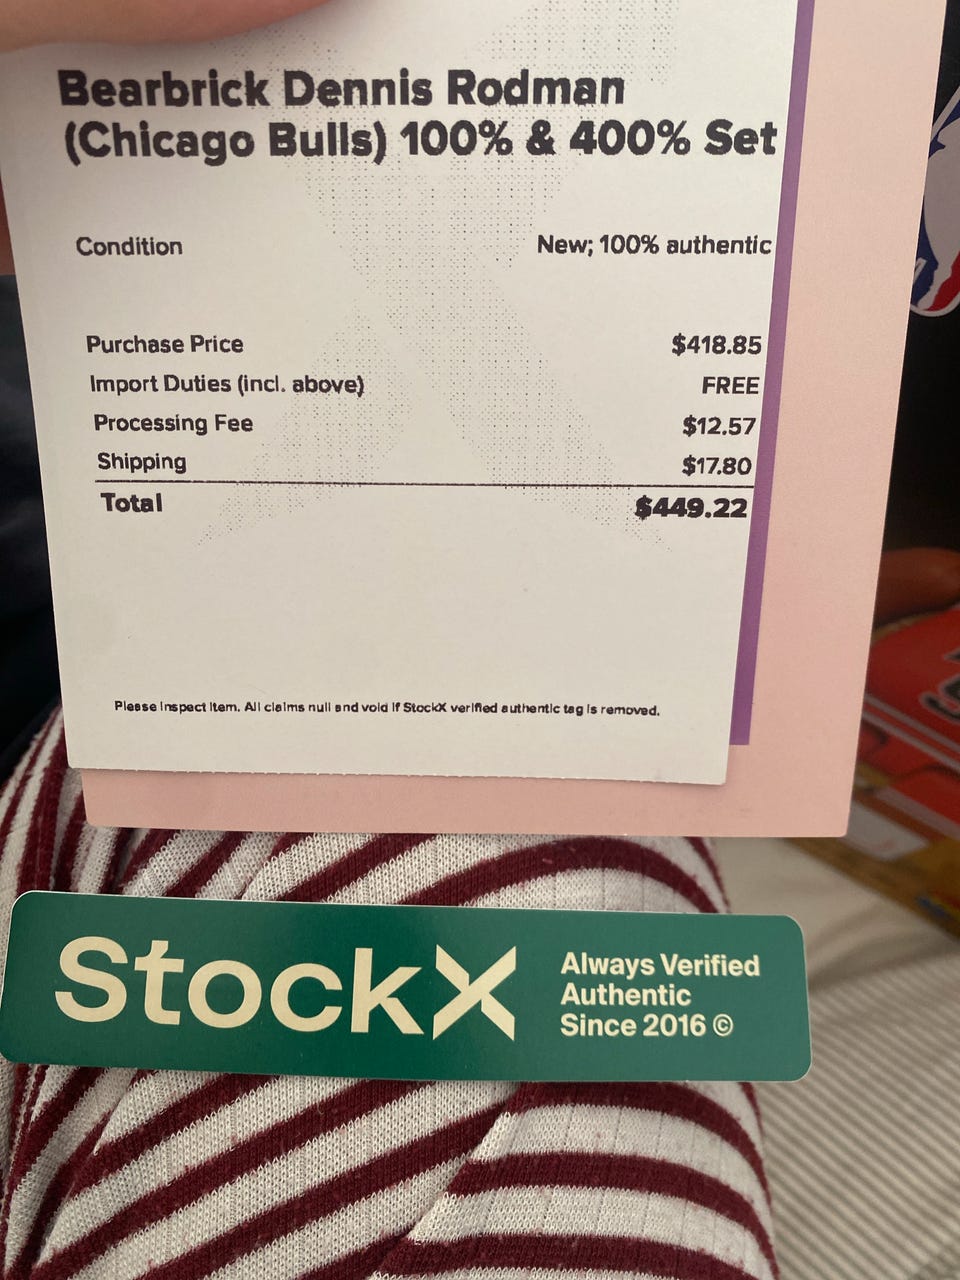 Bearbrick Dennis Rodman
(Chicago Bulls) 100% & 400% Set
Condition New; 100% authentic
Purchase Price $418.85
Import Duties (incl. above) FREE
Processing Fee $12.57
Shipping $17.80
Total $449.22
Please inspect item. All claims null and void if StockX verified authentic tag is removed.
StockX
Always Verified
Authentic
Since 2016 ©